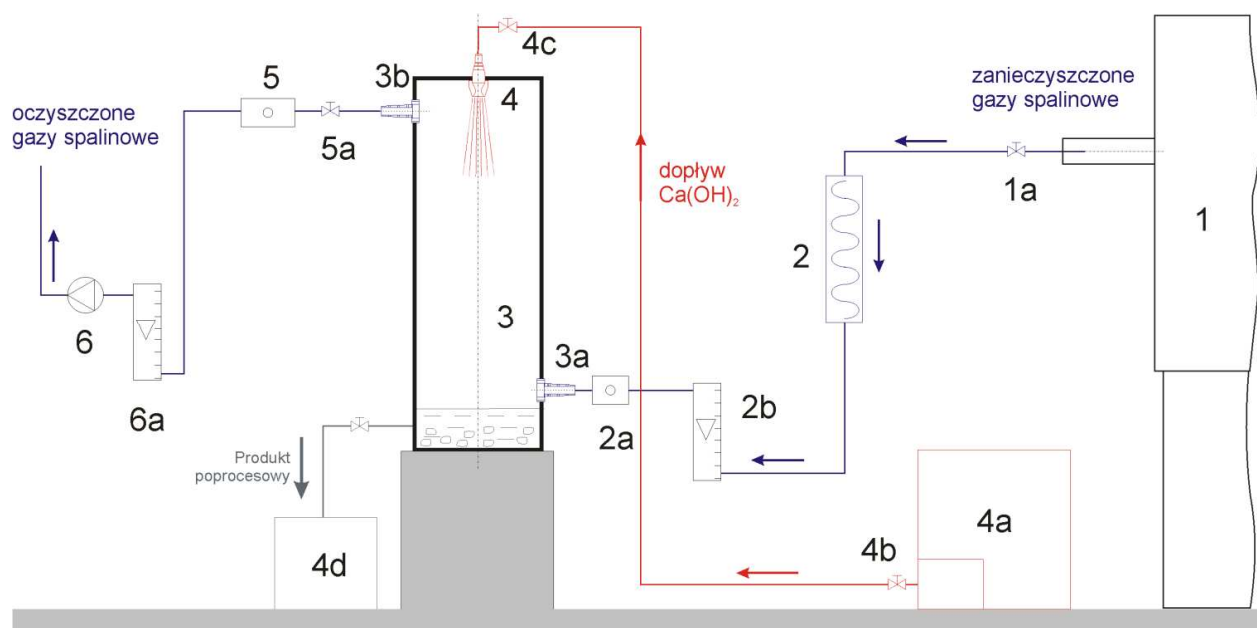 4c
5
3b
4
zanieczyszczone
gazy spalinowe
oczyszczone
gazy spalinowe
5a
dopływ
Ca(OH)₂
1a
1
2
3
6
3a
2b
6a
2a
Produkt
poprocesowy
4a
4b
4d